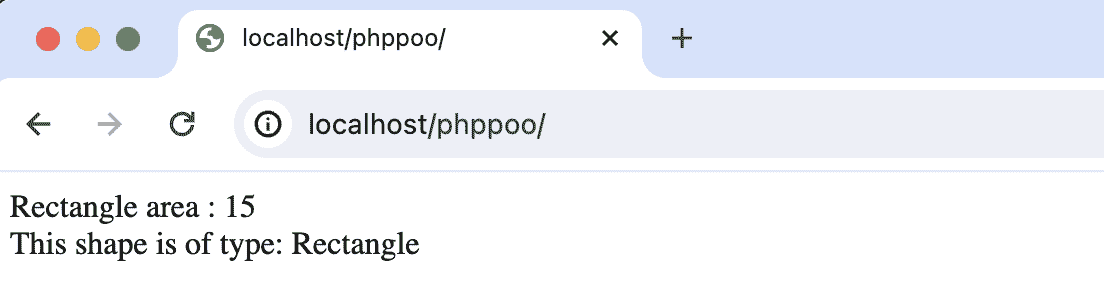 localhost/phppoo/
localhost/phppoo/
Rectangle area : 15
This shape is of type: Rectangle